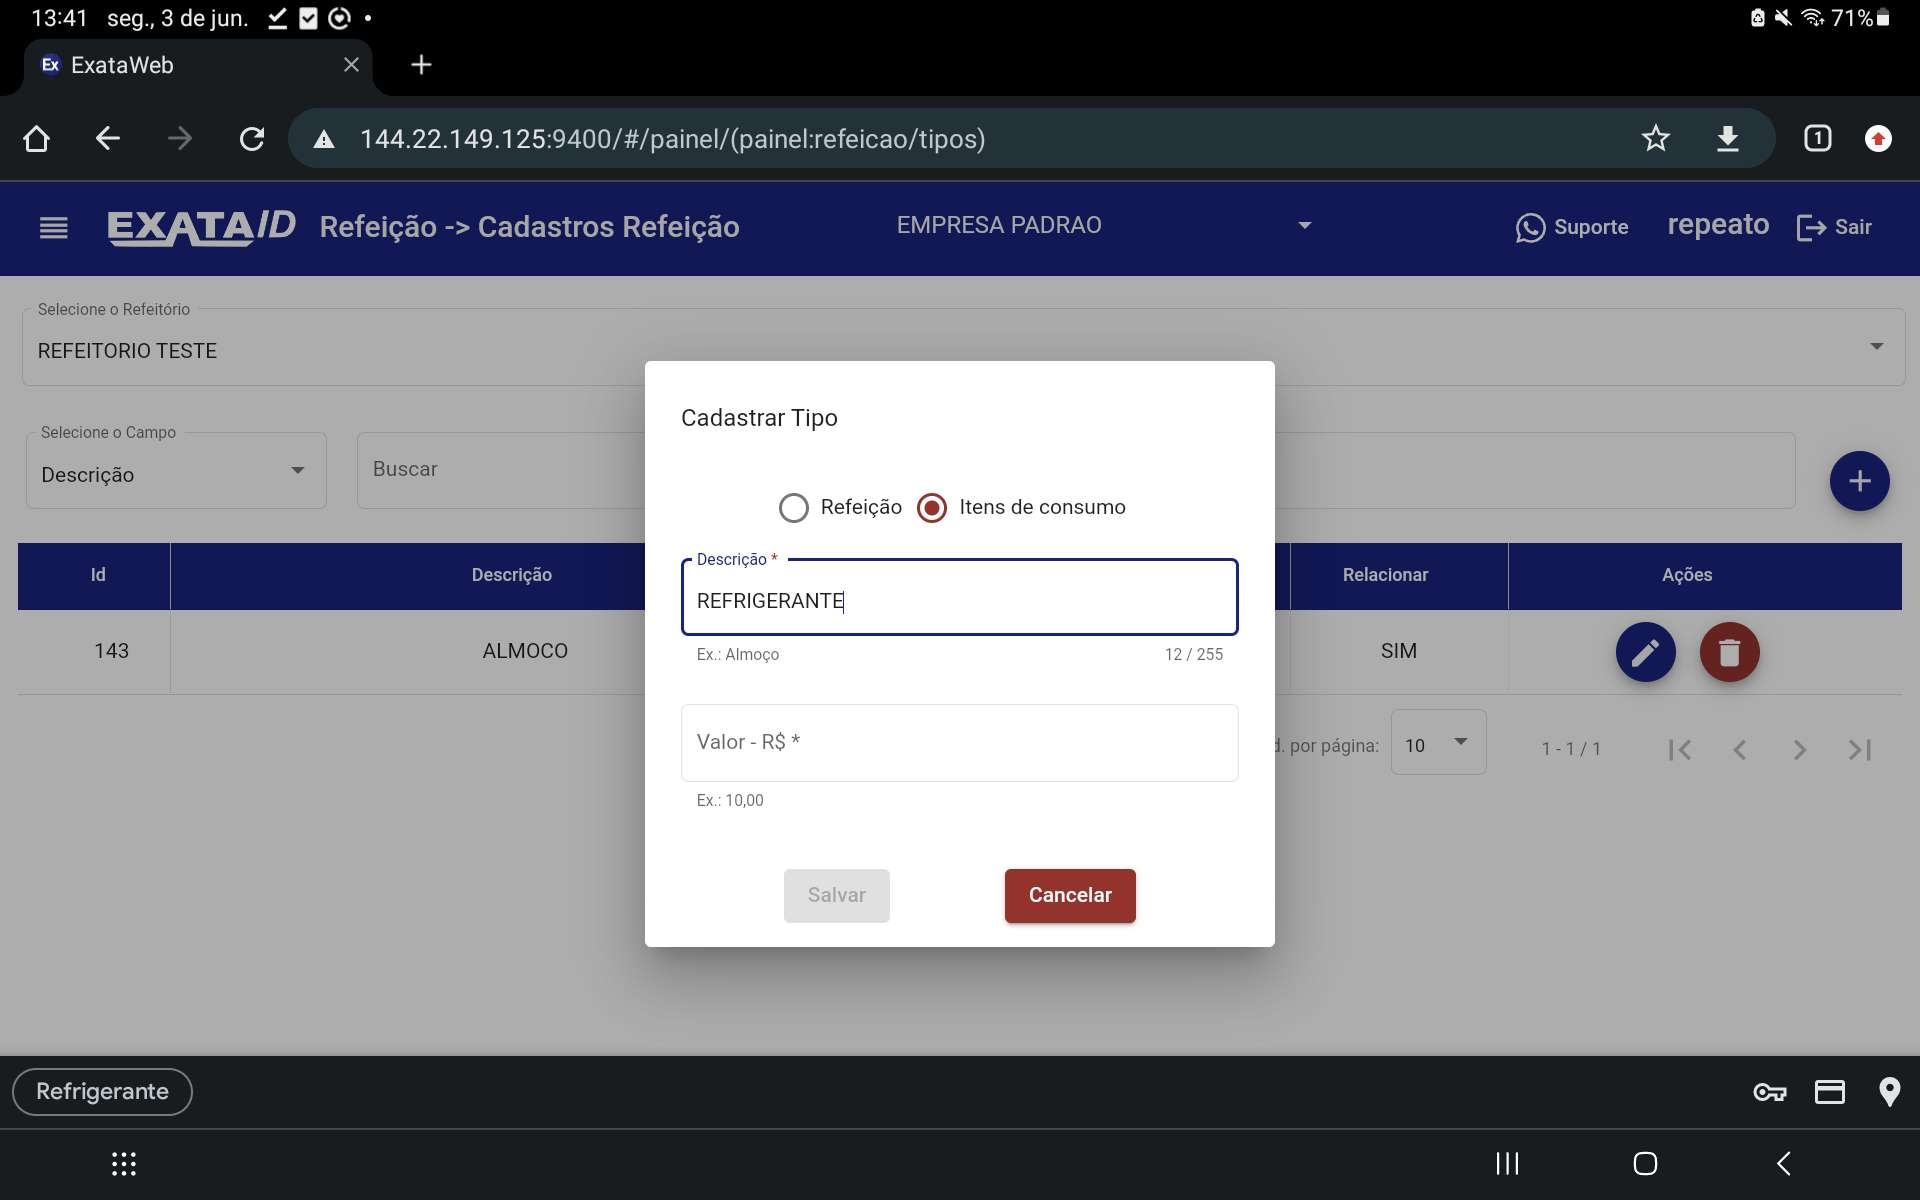 13:41 seg., 3 de jun. 71%
Ex ExataWeb
144.22.149.125:9400/#/painel/(painel:refeicao/tipos) 1
EXATAID Refeição -> Cadastros Refeição EMPRESA PADRAO Suporte repeato Sair
Selecione o Refeitório
REFEITORIO TESTE
Selecione o Campo
Descrição
Buscar
Id Descrição Relacionar Ações
143 ALMOCO SIM
d. por página: 10 1 - 1 / 1
Cadastrar Tipo
Refeição Itens de consumo
Descrição *
REFRIGERANTE
Ex.: Almoço 12 / 255
Valor - R$ *
Ex.: 10,00
Salvar Cancelar
Refrigerante